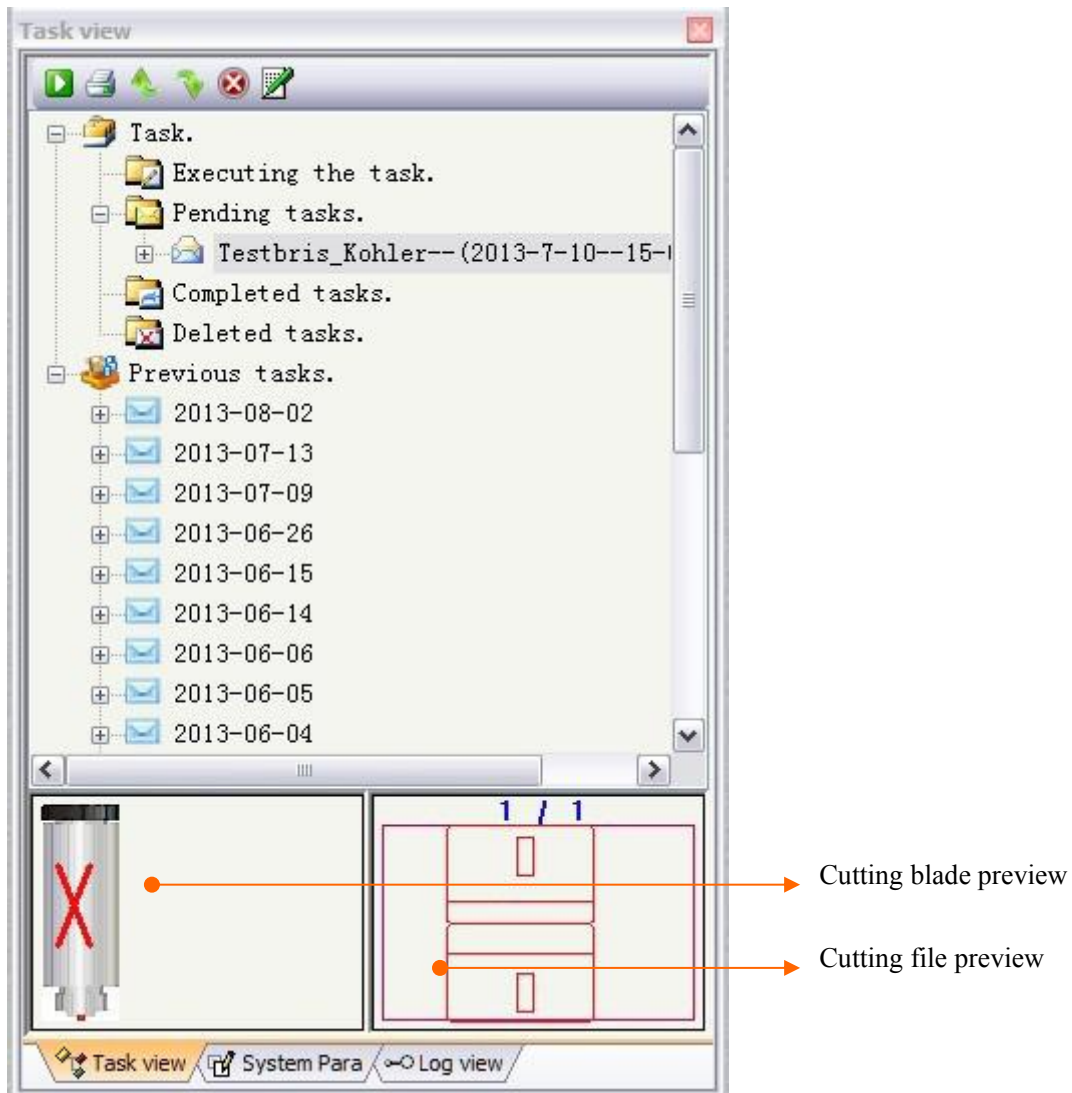 Task view
Task.
Executing the task.
Pending tasks.
Testbris_Kohler--(2013-7-10--15-
Completed tasks.
Deleted tasks.
Previous tasks.
2013-08-02
2013-07-13
2013-07-09
2013-06-26
2013-06-15
2013-06-14
2013-06-06
2013-06-05
2013-06-04
1 / 1
Cutting blade preview
Cutting file preview
Task view System Para Log view